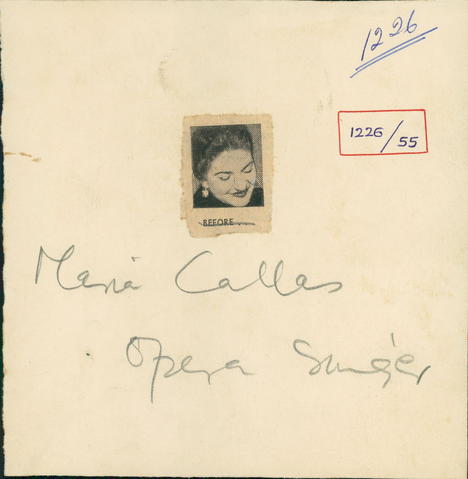 1226
1226/55
BEFORE...
Maria Callas
Opera Singer